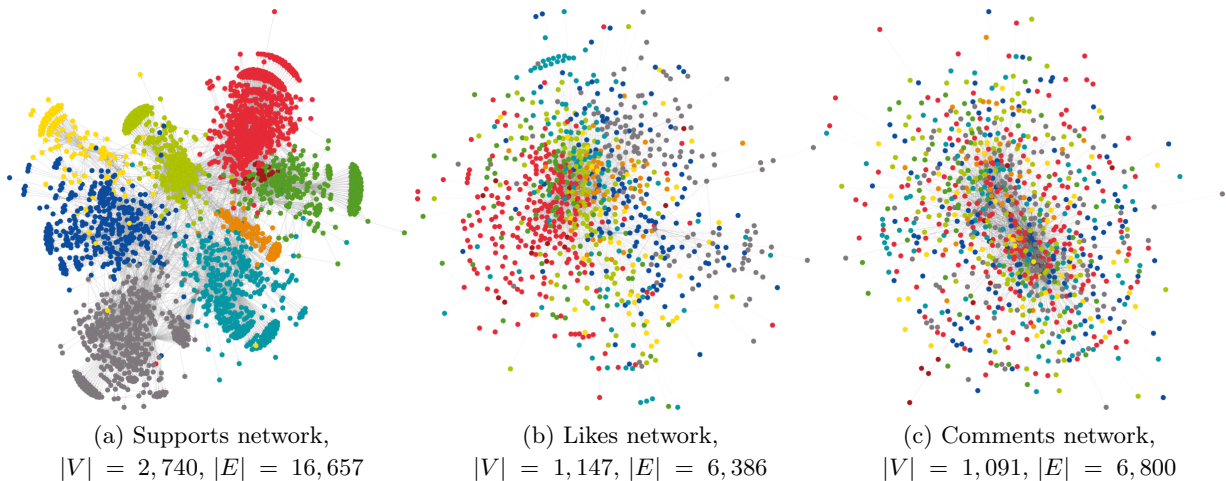 (a) Supports network,
|V| = 2,740, |E| = 16,657
(b) Likes network,
|V| = 1,147, |E| = 6,386
(c) Comments network,
|V| = 1,091, |E| = 6,800